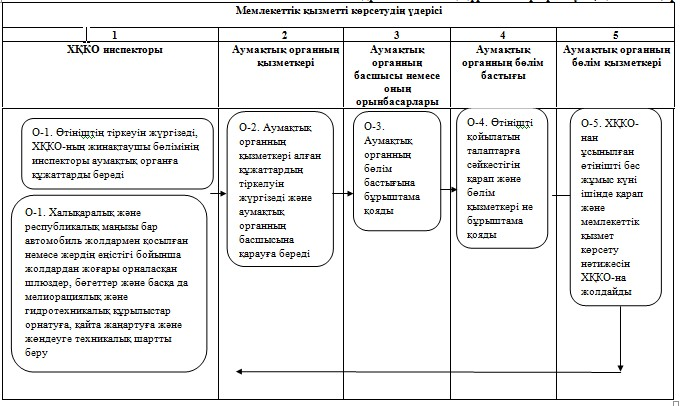 Мемлекеттік қызметті көрсетудің үдерісі
1
2
3
4
5
ХҚКО инспекторы
Аумақтық органның
қызметкері
Аумақтық
органның
басшысы немесе
оның
орынбасарлары
Аумақтық
органның бөлім
бастығы
Аумақтық органның
бөлім қызметкері
О-1. Өтініштің тіркеуін жүргізеді,
ХҚКО-ның жинақтаушы бөлімінің
инспекторы аумақтық органға
құжаттарды береді
О-1. Халықаралық және
республикалық маңызы бар
автомобиль жолдармен қосылған
немесе жердің еңістігі бойынша
жолдардан жоғары орналасқан
шлюздер, бөгеттер және басқа да
мелиорациялық және
гидротехникалық құрылыстар
орнатуға, қайта жаңартуға және
жөндеуге техникалық шартты
беру
О-2. Аумақтық
органның
қызметкері алған
құжаттардың
тіркелуін
жүргізеді және
аумақтық
органның
басшысына
қарауға береді
О-3.
Аумақтық
органның
бөлім
бастығына
бұрыштама
қояды
О-4. Өтінішті
қойылатын
талаптарға
сәйкестігін
қарап және
бөлім
қызметкері не
бұрыштама
қояды
О-5. ХҚКО-
нан
ұсынылған
өтінішті бес
жұмыс күні
ішінде қарап
және
мемлекеттік
қызмет
көрсету
нәтижесін
ХҚКО-на
жолдайды